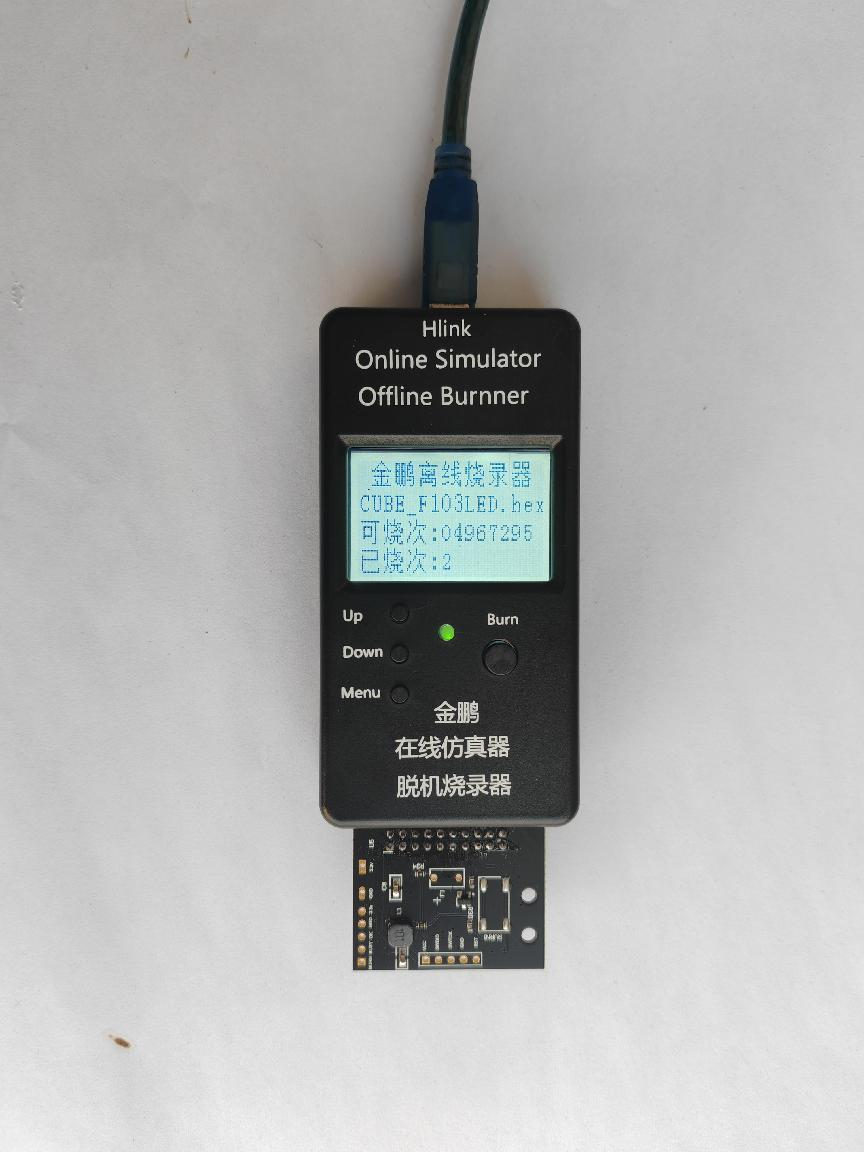 Hlink
Online Simulator
Offline Burnner
金鹏离线烧录器
CUBE_F103LED.hex
可烧次:04967295
已烧次:2
Up
Burn
Down
Menu
金鹏
在线仿真器
脱机烧录器